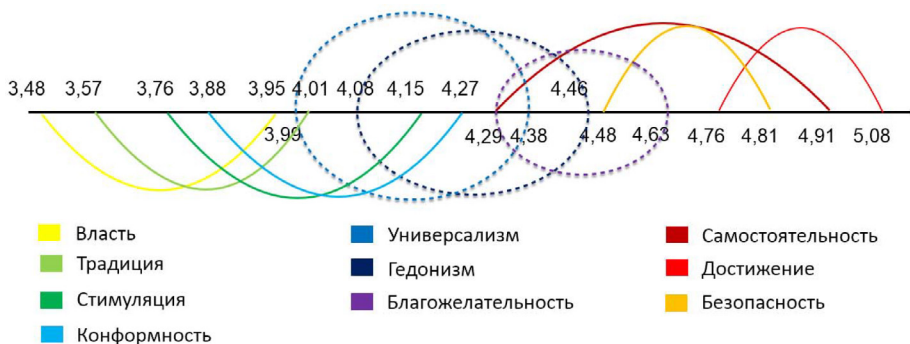 3,48 3,57 3,76 3,88 3,95 4,01 4,08 4,15 4,27 4,46
3,99 4,29 4,38 4,48 4,63 4,76 4,81 4,91 5,08
Власть Универсализм Самостоятельность
Традиция Гедонизм Достижение
Стимуляция Благожелательность Безопасность
Конформность